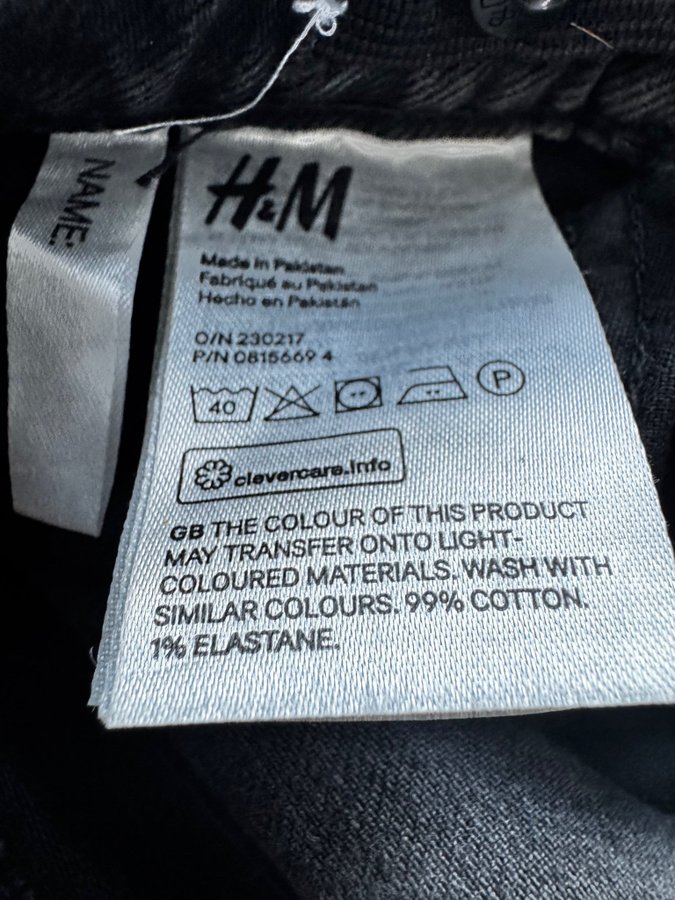 NAME:
H&M
Made in Pakistan
Fabriqué au Pakistan
Hecho en Pakistán
O/N 230217
P/N 0815669 4
40
P
clevercare.info
GB THE COLOUR OF THIS PRODUCT
MAY TRANSFER ONTO LIGHT-
COLOURED MATERIALS. WASH WITH
SIMILAR COLOURS. 99% COTTON.
1% ELASTANE.